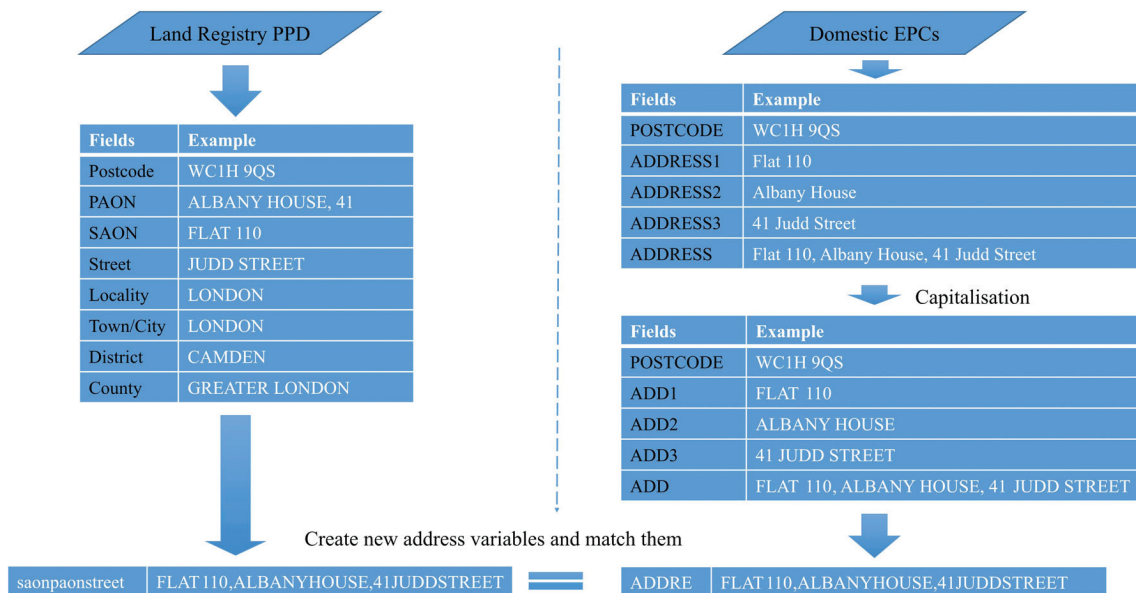 Land Registry PPD
Fields Example
Postcode WC1H 9QS
PAON ALBANY HOUSE, 41
SAON FLAT 110
Street JUDD STREET
Locality LONDON
Town/City LONDON
District CAMDEN
County GREATER LONDON
Domestic EPCs
Fields Example
POSTCODE WC1H 9QS
ADDRESS1 Flat 110
ADDRESS2 Albany House
ADDRESS3 41 Judd Street
ADDRESS Flat 110, Albany House, 41 Judd Street
Capitalisation
Fields Example
POSTCODE WC1H 9QS
ADD1 FLAT 110
ADD2 ALBANY HOUSE
ADD3 41 JUDD STREET
ADD FLAT 110, ALBANY HOUSE, 41 JUDD STREET
Create new address variables and match them
saonpaonstreet FLAT110,ALBANYHOUSE,41JUDDSTREET
ADDRE FLAT110,ALBANYHOUSE,41JUDDSTREET